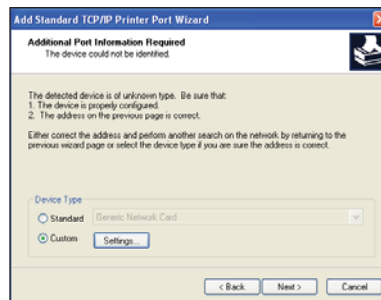 Add Standard TCP/IP Printer Port Wizard
Additional Port Information Required
The device could not be identified.
The detected device is of unknown type. Be sure that:
1. The device is properly configured.
2. The address on the previous page is correct.
Either correct the address and perform another search on the network by returning to the
previous wizard page or select the device type if you are sure the address is correct.
Device Type
Standard Generic Network Card
Custom Settings...
< Back Next > Cancel